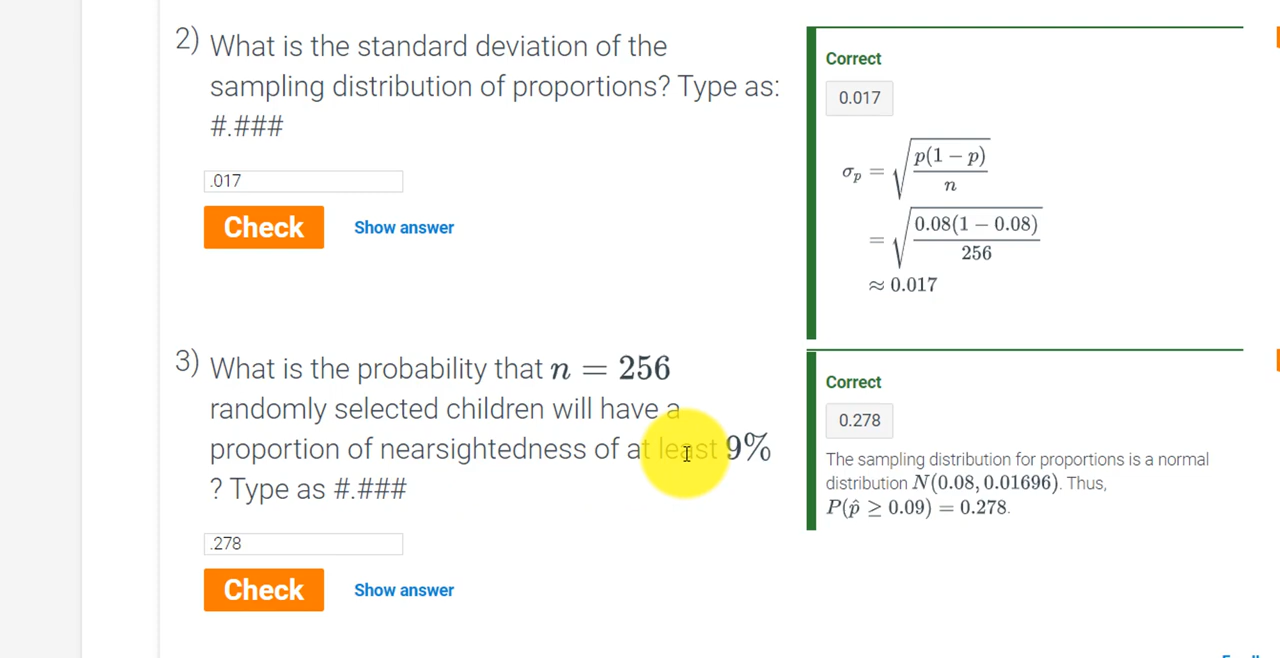 2) What is the standard deviation of the
sampling distribution of proportions? Type as:
#.###
.017
Check Show answer
Correct
0.017
σp = √(p(1 − p)/n)
= √(0.08(1 − 0.08)/256)
≈ 0.017
3) What is the probability that n = 256
randomly selected children will have a
proportion of nearsightedness of at least 9%
? Type as #.###
.278
Check Show answer
Correct
0.278
The sampling distribution for proportions is a normal
distribution N(0.08, 0.01696). Thus,
P(p̂ ≥ 0.09) = 0.278.